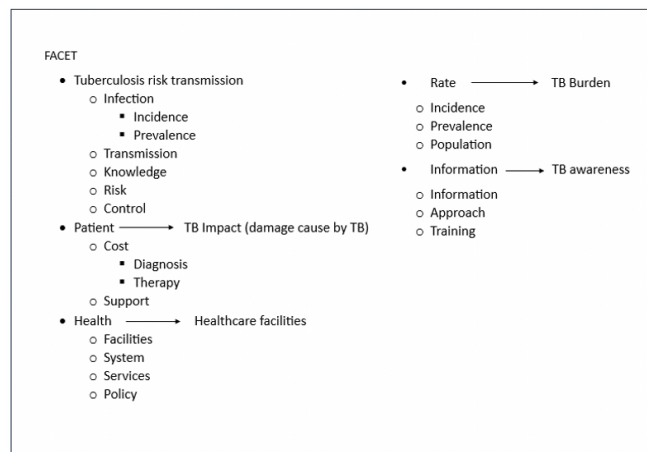 FACET
• Tuberculosis risk transmission
o Infection
▪ Incidence
▪ Prevalence
o Transmission
o Knowledge
o Risk
o Control
• Patient ⟶ TB Impact (damage cause by TB)
o Cost
▪ Diagnosis
▪ Therapy
o Support
• Health ⟶ Healthcare facilities
o Facilities
o System
o Services
o Policy
• Rate ⟶ TB Burden
o Incidence
o Prevalence
o Population
• Information ⟶ TB awareness
o Information
o Approach
o Training